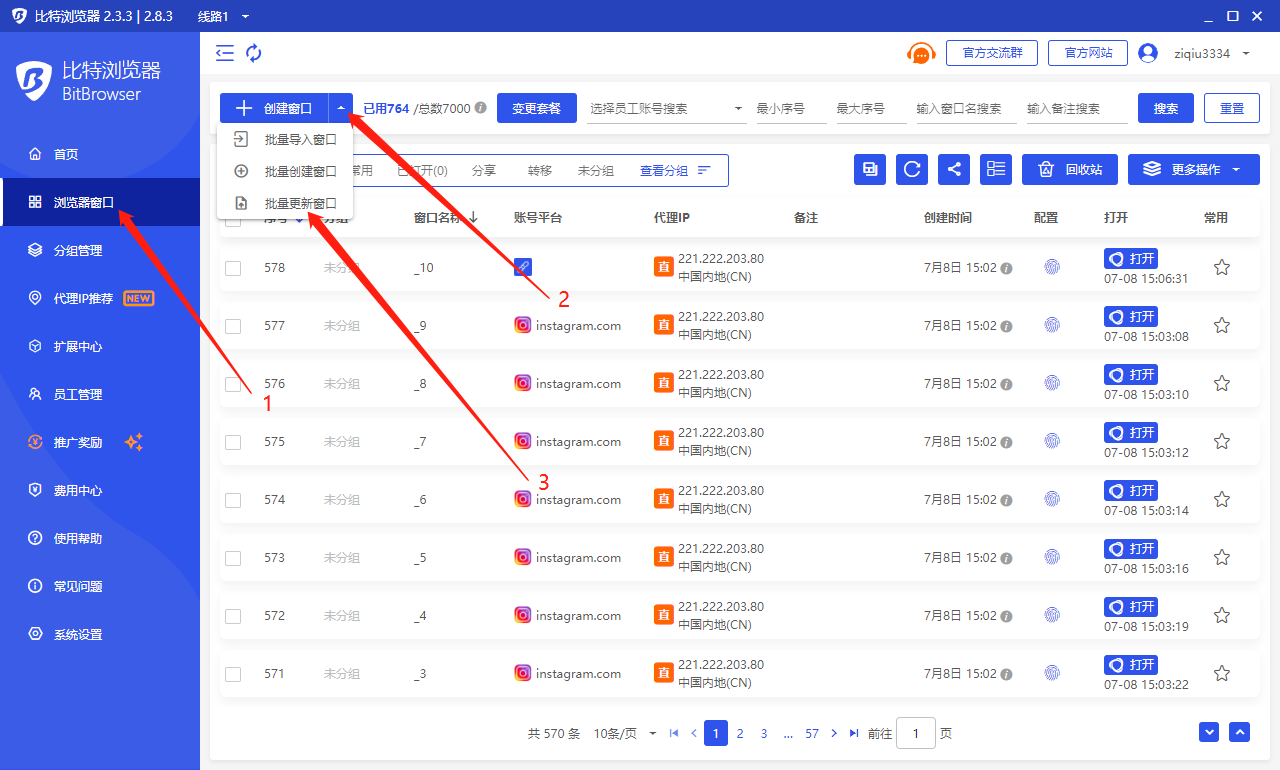 比特浏览器 2.3.3 | 2.8.3 线路1
比特浏览器
BitBrowser
首页
浏览器窗口
分组管理
代理IP推荐 NEW
扩展中心
员工管理
推广奖励
费用中心
使用帮助
常见问题
系统设置
官方交流群 官方网站 ziqiu3334
创建窗口 已用764 /总数7000 变更套餐 选择员工账号搜索 最小序号 最大序号 输入窗口名搜索 输入备注搜索 搜索 重置
批量导入窗口
批量创建窗口
批量更新窗口
常用 已打开(0) 分享 转移 未分组 查看分组 回收站 更多操作
序号 分组 窗口名称 账号平台 代理IP 备注 创建时间 配置 打开 常用
578 未分组 _10 直 221.222.203.80 7月8日 15:02 打开
中国内地(CN) 07-08 15:06:31
577 未分组 _9 instagram.com 直 221.222.203.80 7月8日 15:02 打开
中国内地(CN) 07-08 15:03:08
576 未分组 _8 instagram.com 直 221.222.203.80 7月8日 15:02 打开
中国内地(CN) 07-08 15:03:10
575 未分组 _7 instagram.com 直 221.222.203.80 7月8日 15:02 打开
中国内地(CN) 07-08 15:03:12
574 未分组 _6 instagram.com 直 221.222.203.80 7月8日 15:02 打开
中国内地(CN) 07-08 15:03:14
573 未分组 _5 instagram.com 直 221.222.203.80 7月8日 15:02 打开
中国内地(CN) 07-08 15:03:16
572 未分组 _4 instagram.com 直 221.222.203.80 7月8日 15:02 打开
中国内地(CN) 07-08 15:03:19
571 未分组 _3 instagram.com 直 221.222.203.80 7月8日 15:02 打开
中国内地(CN) 07-08 15:03:22
共 570 条 10条/页 1 2 3 ... 57 前往 1 页
1
2
3